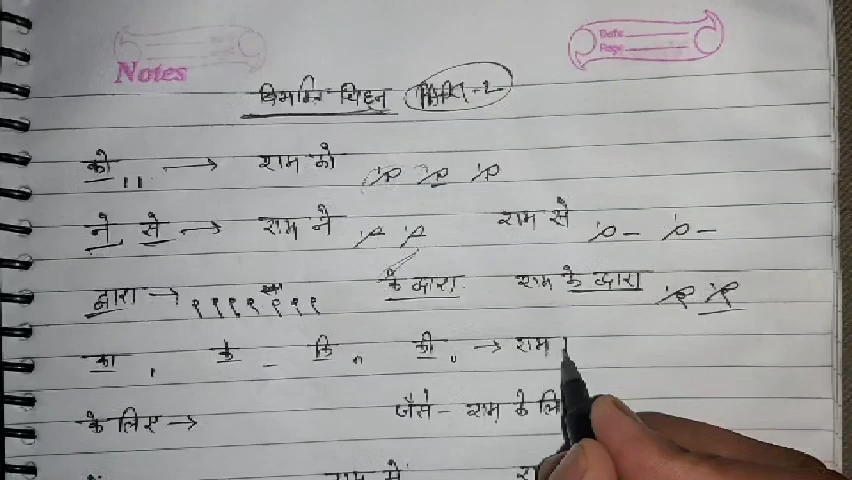 Notes
Date
Page
विभक्ति चिह्न
को → राम को
ने से → राम ने राम से
द्वारा → के द्वारा राम के द्वारा
का के कि की → राम
के लिए → जैसे - राम के लि
राम में